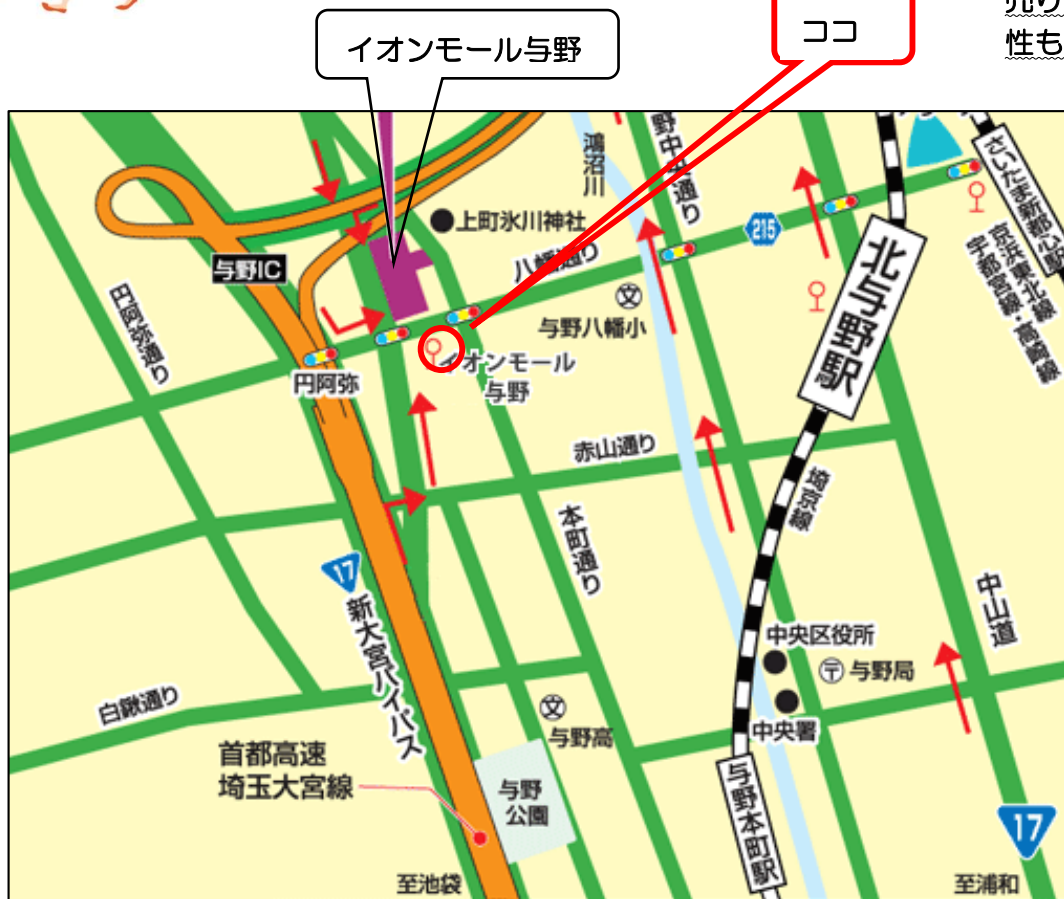 性も
ココ
イオンモール与野
鴻沼川
さいたま新都心駅
上町氷川神社
215
八幡通り
京浜東北線
宇都宮線・高崎線
北与野駅
与野IC
円阿弥通り
与野八幡小
円阿弥
イオンモール
与野
赤山通り
埼京線
本町通り
17
新大宮バイパス
中山道
中央区役所
与野局
中央署
白鍬通り
与野高
首都高速
埼玉大宮線
与野
公園
与野本町駅
17
至池袋
至浦和